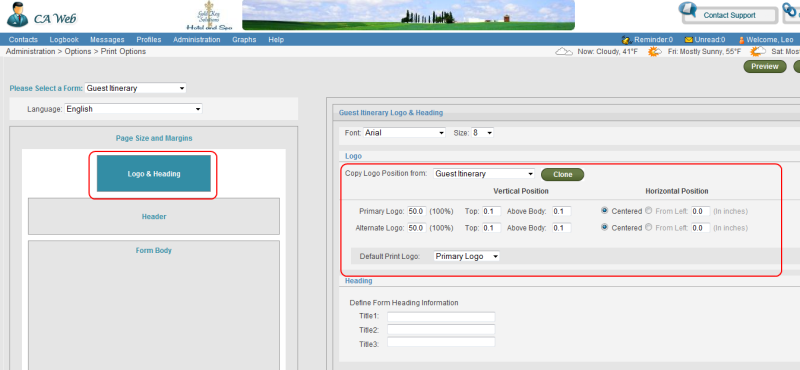 CA Web
Gold Key
Solutions
Hotel and Spa
Contact Support
Contacts Logbook Messages Profiles Administration Graphs Help
Reminder:0 Unread:0 Welcome, Leo
Administration > Options > Print Options
Now: Cloudy, 41°F Fri: Mostly Sunny, 55°F Sat: Mos
Preview
Please Select a Form: Guest Itinerary
Language: English
Page Size and Margins
Logo & Heading
Header
Form Body
Guest Itinerary Logo & Heading
Font: Arial Size: 8
Logo
Copy Logo Position from: Guest Itinerary Clone
Vertical Position Horizontal Position
Primary Logo: 50.0 (100%) Top: 0.1 Above Body: 0.1 Centered From Left: 0.0 (In inches)
Alternate Logo: 50.0 (100%) Top: 0.1 Above Body: 0.1 Centered From Left: 0.0 (In inches)
Default Print Logo: Primary Logo
Heading
Define Form Heading Information
Title1:
Title2:
Title3: